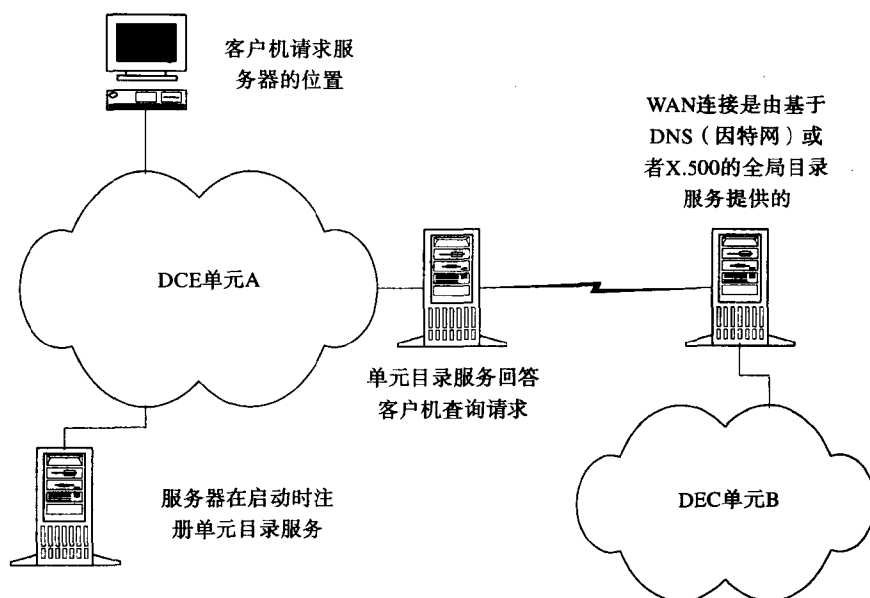 客户机请求服
务器的位置
WAN连接是由基于
DNS（因特网）或
者X.500的全局目录
服务提供的
DCE单元A
单元目录服务回答
客户机查询请求
服务器在启动时注
册单元目录服务
DEC单元B